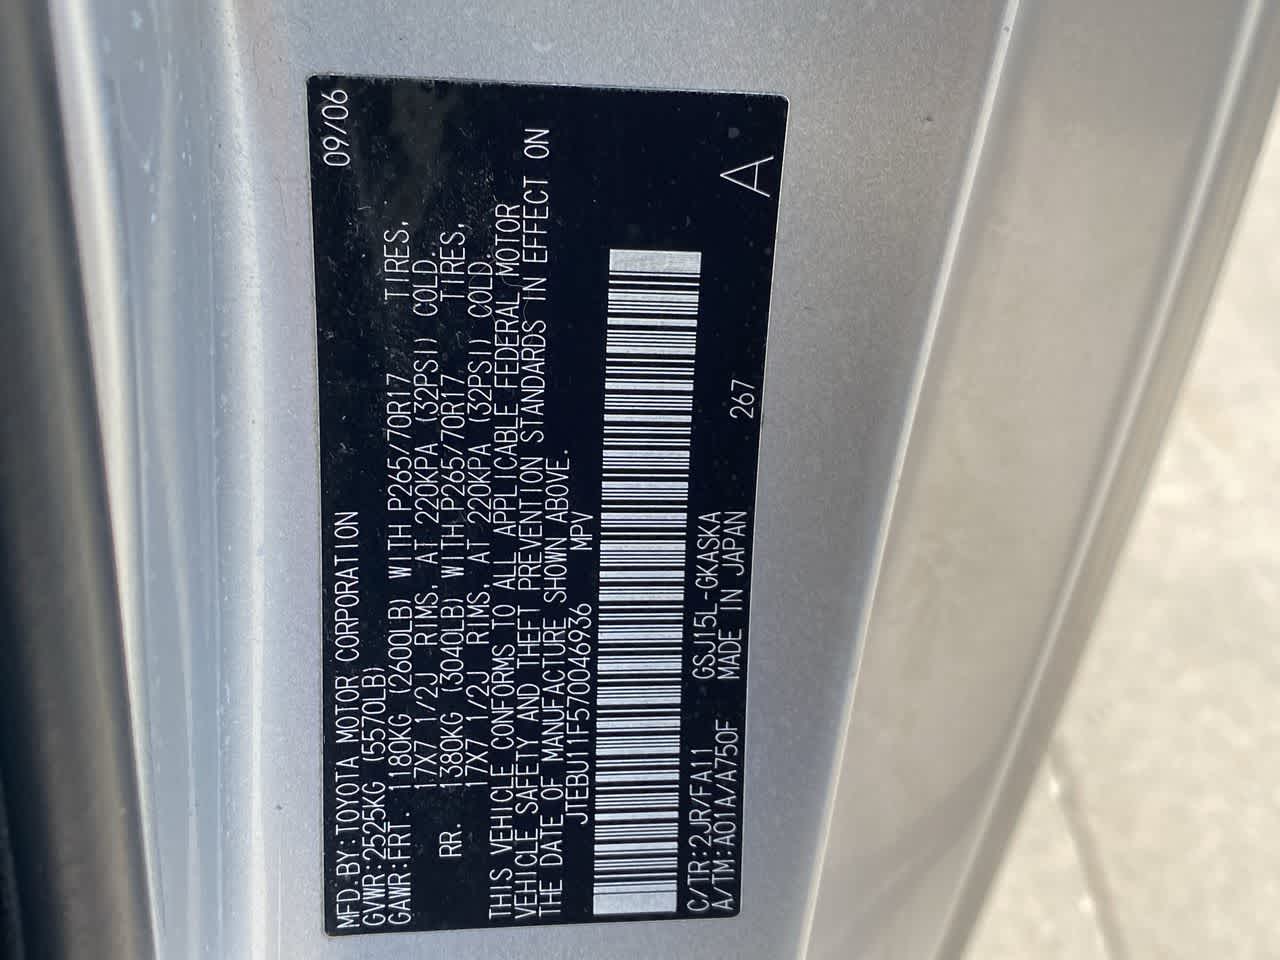 MFD.BY:TOYOTA MOTOR CORPORATION 09/06
GVWR:2525KG (5570LB)
GAWR:FRT. 1180KG (2600LB) WITH P265/70R17 TIRES,
17X7 1/2J RIMS, AT 220KPA (32PSI) COLD.
RR. 1380KG (3040LB) WITH P265/70R17 TIRES,
17X7 1/2J RIMS, AT 220KPA (32PSI) COLD.
THIS VEHICLE CONFORMS TO ALL APPLICABLE FEDERAL MOTOR
VEHICLE SAFETY AND THEFT PREVENTION STANDARDS IN EFFECT ON
THE DATE OF MANUFACTURE SHOWN ABOVE.
JTEBU11F570046936 MPV
C/TR:2JR/FA11 GSJ15L-GKASKA
A/TM:A01A/A750F MADE IN JAPAN 267
A